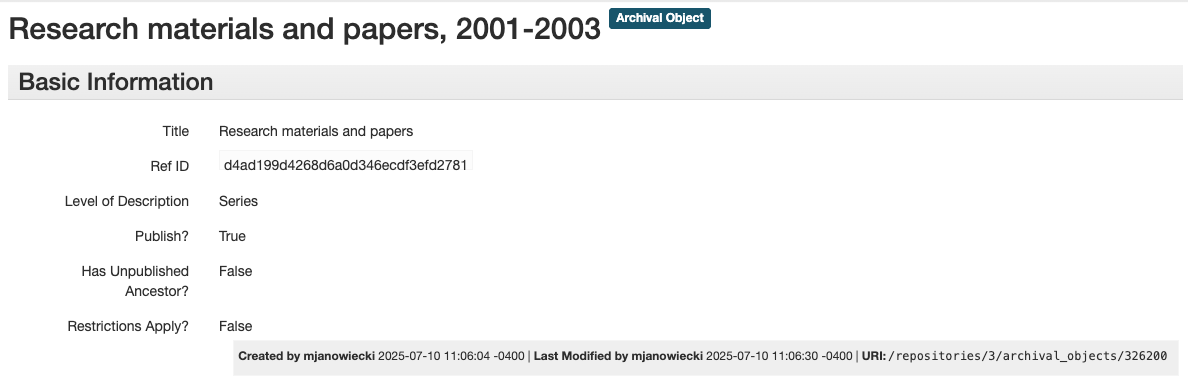 Research materials and papers, 2001-2003 Archival Object
Basic Information
Title Research materials and papers
Ref ID d4ad199d4268d6a0d346ecdf3efd2781
Level of Description Series
Publish? True
Has Unpublished False
Ancestor?
Restrictions Apply? False
Created by mjanowiecki 2025-07-10 11:06:04 -0400 | Last Modified by mjanowiecki 2025-07-10 11:06:30 -0400 | URI: /repositories/3/archival_objects/326200